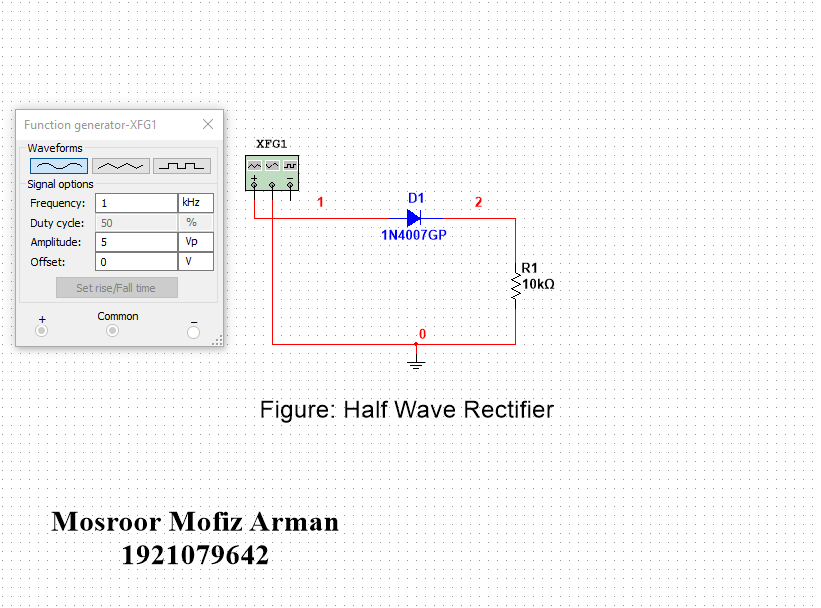 Function generator-XFG1
Waveforms
Signal options
Frequency: 1 kHz
Duty cycle: 50 %
Amplitude: 5 Vp
Offset: 0 V
Set rise/Fall time
+ Common −
XFG1
+ −
1
D1
2
1N4007GP
R1
10kΩ
0
Figure: Half Wave Rectifier
Mosroor Mofiz Arman
1921079642